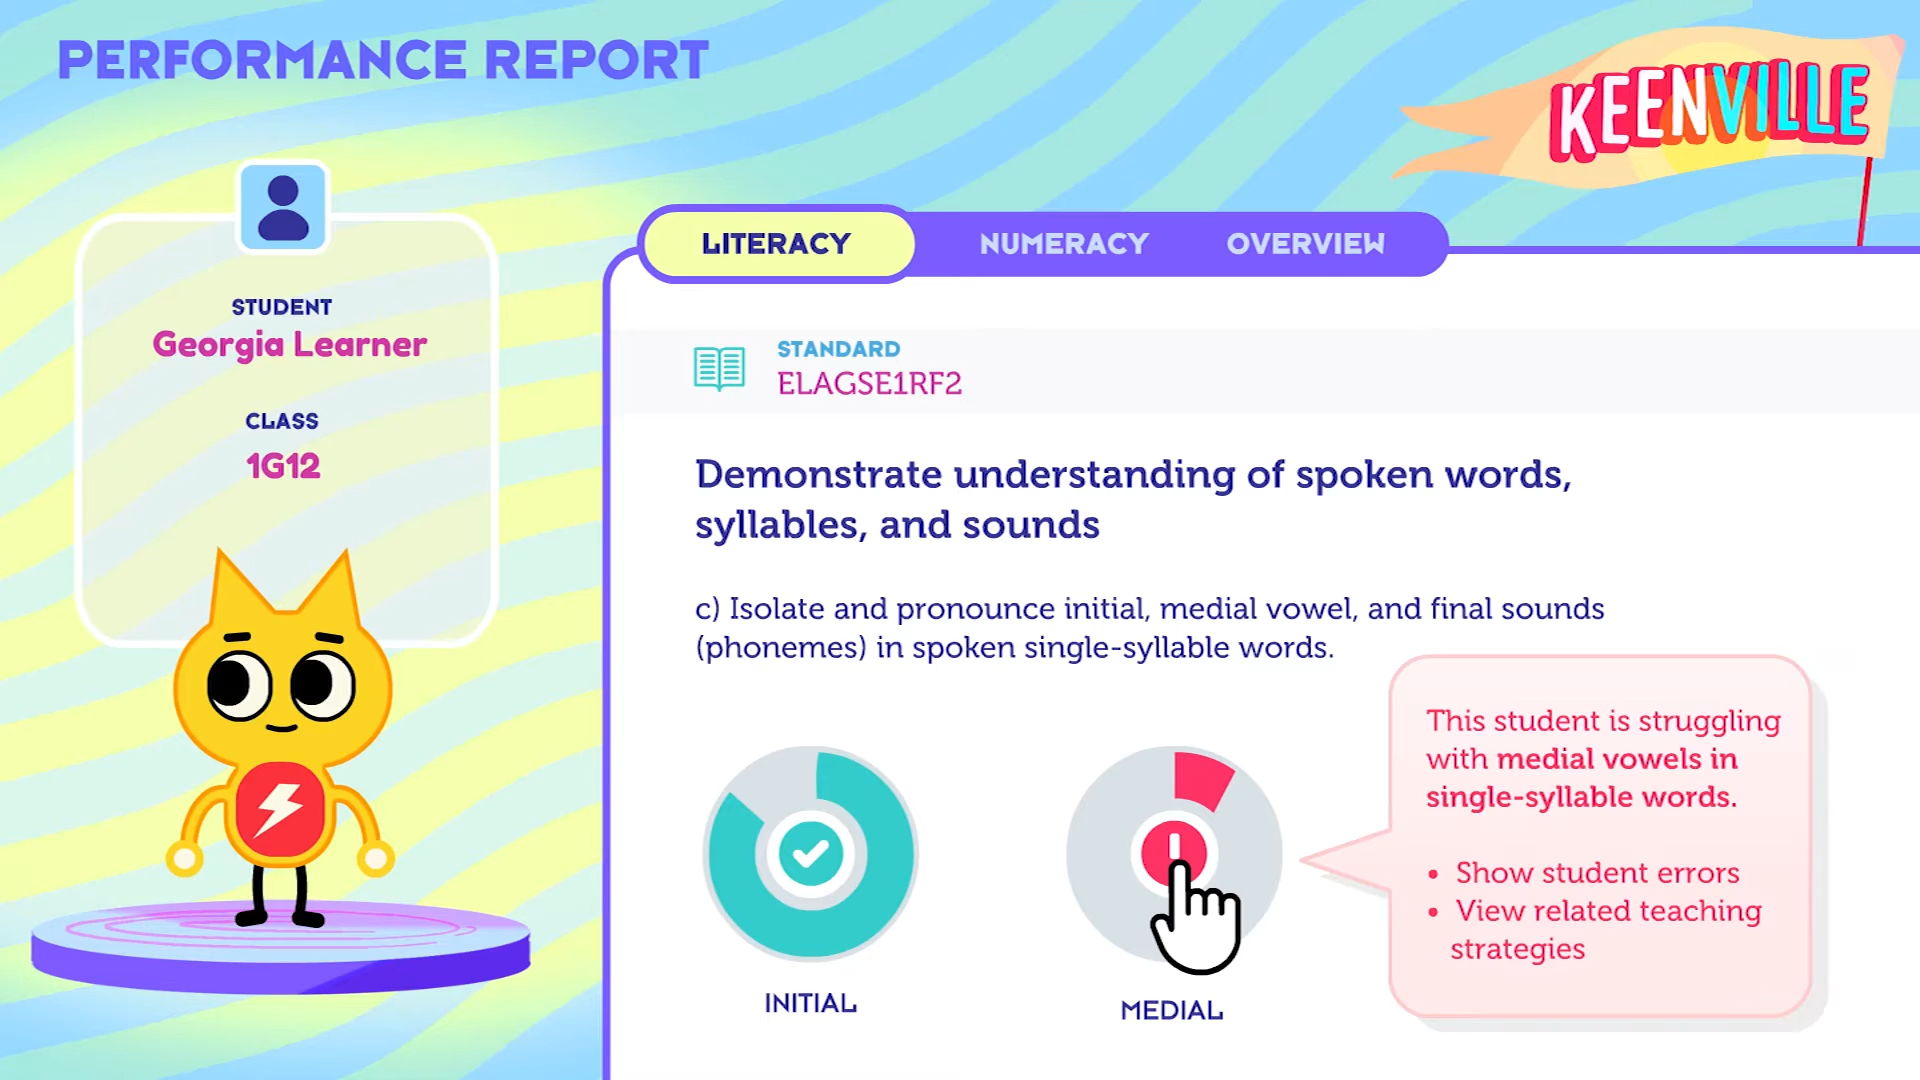 PERFORMANCE REPORT
KEENVILLE
STUDENT
Georgia Learner
CLASS
1G12
LITERACY
NUMERACY
OVERVIEW
STANDARD
ELAGSE1RF2
Demonstrate understanding of spoken words,
syllables, and sounds
c) Isolate and pronounce initial, medial vowel, and final sounds
(phonemes) in spoken single-syllable words.
INITIAL
MEDIAL
This student is struggling
with medial vowels in
single-syllable words.
• Show student errors
• View related teaching
strategies